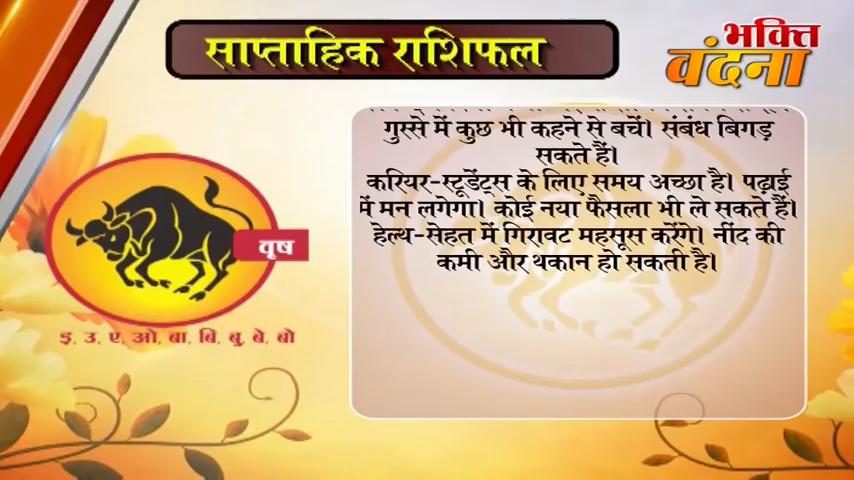 साप्ताहिक राशिफल
भक्ति
वंदना
गुस्से में कुछ भी कहने से बचें। संबंध बिगड़
सकते हैं।
करियर-स्टूडेंट्स के लिए समय अच्छा है। पढ़ाई
में मन लगेगा। कोई नया फैसला भी ले सकते हैं।
हेल्थ-सेहत में गिरावट महसूस करेंगे। नींद की
कमी और थकान हो सकती है।
वृष
इ, उ, ए, ओ, बा, बि, बु, बे, बो